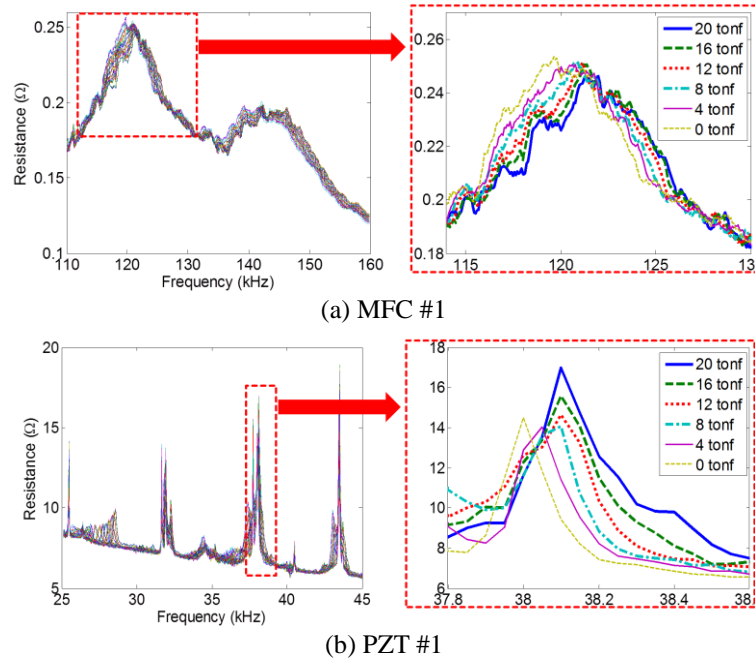 0.25
0.2
0.15
0.1
Resistance (Ω)
110 120 130 140 150 160
Frequency (kHz)
0.26
0.24
0.22
0.2
0.18
115 120 125 130
20 tonf
16 tonf
12 tonf
8 tonf
4 tonf
0 tonf
(a) MFC #1
20
15
10
5
Resistance (Ω)
25 30 35 40 45
Frequency (kHz)
18
16
14
12
10
8
6
37.8 38 38.2 38.4 38.6
20 tonf
16 tonf
12 tonf
8 tonf
4 tonf
0 tonf
(b) PZT #1